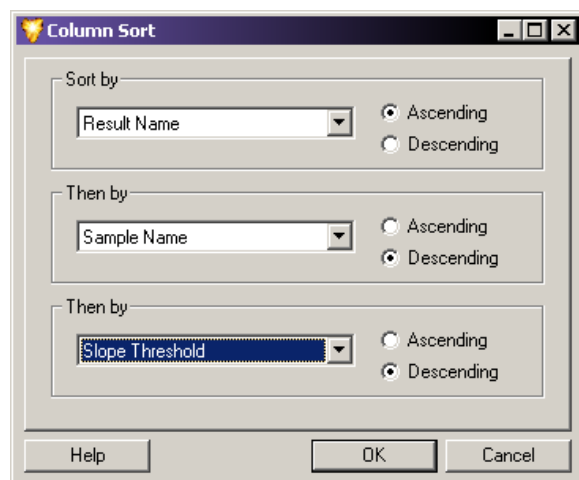 Column Sort
Sort by
Result Name
Ascending
Descending
Then by
Sample Name
Ascending
Descending
Then by
Slope Threshold
Ascending
Descending
Help
OK
Cancel